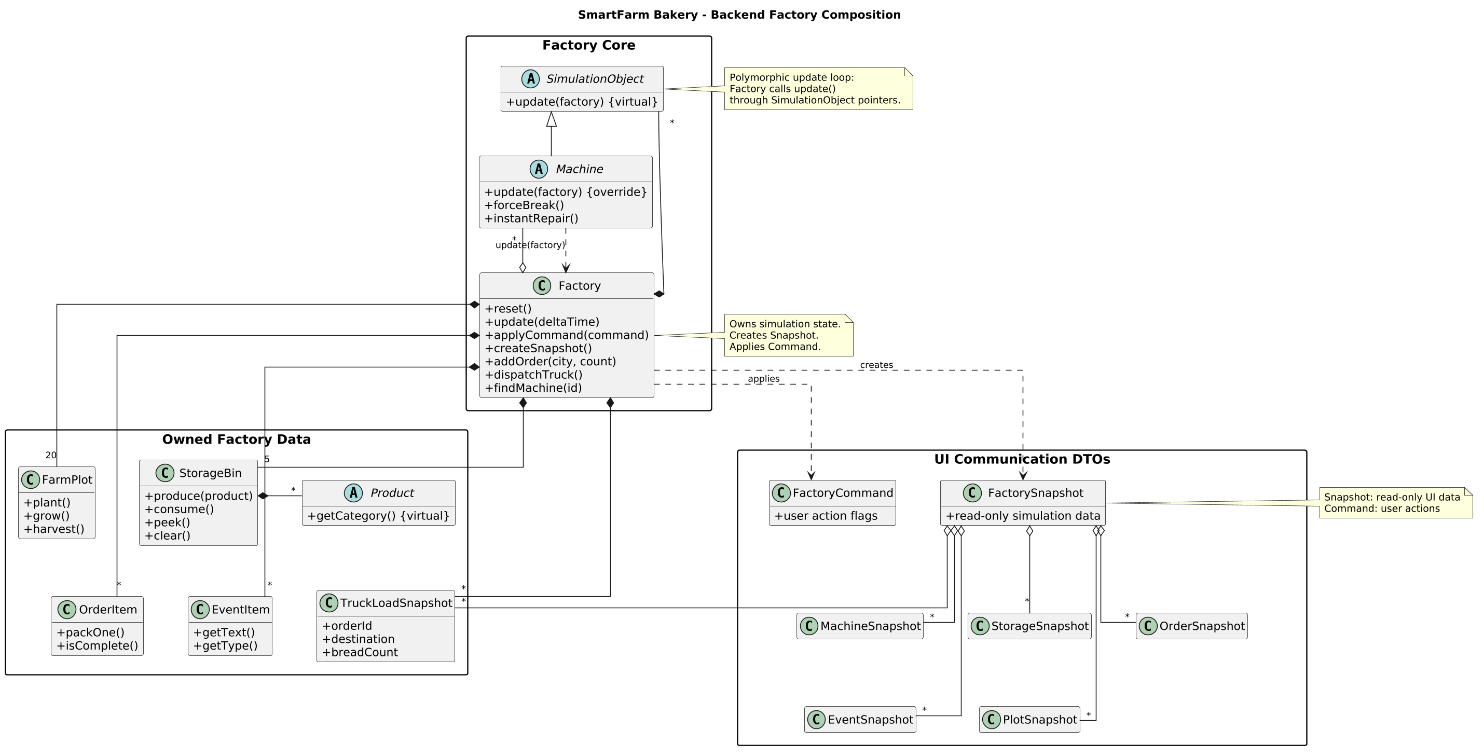 SmartFarm Bakery - Backend Factory Composition
Factory Core
A SimulationObject
+update(factory) {virtual}
Polymorphic update loop:
Factory calls update()
through SimulationObject pointers.
*
A Machine
+update(factory) {override}
+forceBreak()
+instantRepair()
*
update(factory)
C Factory
+reset()
+update(deltaTime)
+applyCommand(command)
+createSnapshot()
+addOrder(city, count)
+dispatchTruck()
+findMachine(id)
Owns simulation state.
Creates Snapshot.
Applies Command.
creates
applies
Owned Factory Data
20
5
C FarmPlot
+plant()
+grow()
+harvest()
C StorageBin
+produce(product)
+consume()
+peek()
+clear()
*
A Product
+getCategory() {virtual}
*
C OrderItem
+packOne()
+isComplete()
*
C EventItem
+getText()
+getType()
*
*
C TruckLoadSnapshot
+orderId
+destination
+breadCount
UI Communication DTOs
C FactoryCommand
+user action flags
C FactorySnapshot
+read-only simulation data
Snapshot: read-only UI data
Command: user actions
C MachineSnapshot
*
*
C StorageSnapshot
*
C OrderSnapshot
C EventSnapshot
*
C PlotSnapshot
*